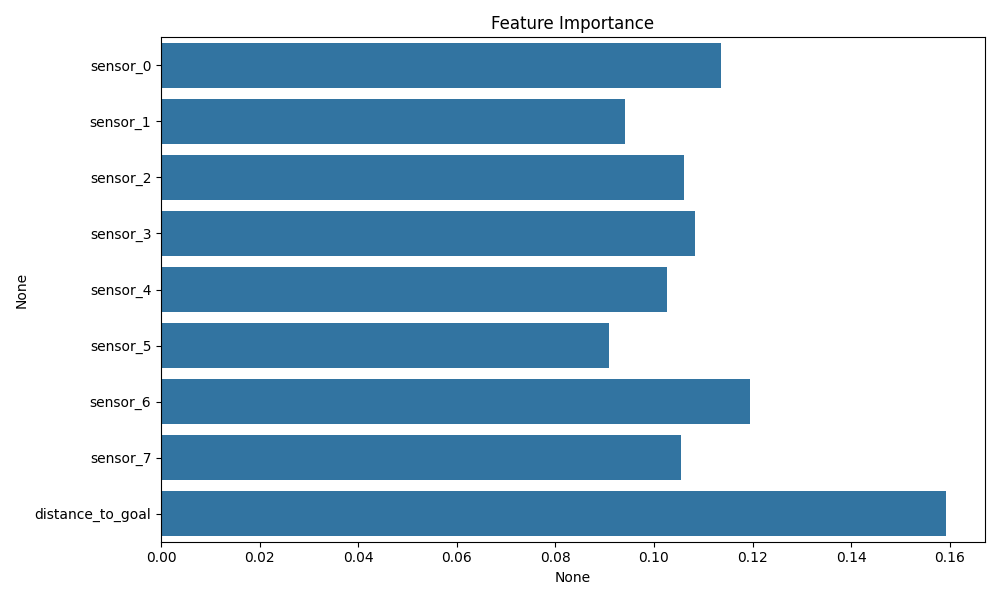 Feature Importance
None
sensor_0
sensor_1
sensor_2
sensor_3
sensor_4
sensor_5
sensor_6
sensor_7
distance_to_goal
0.00 0.02 0.04 0.06 0.08 0.10 0.12 0.14 0.16
None